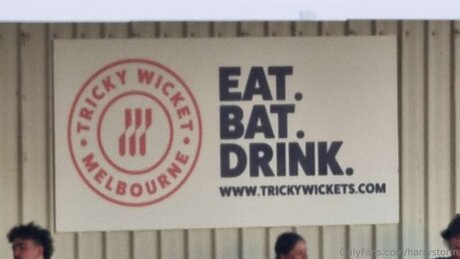 TRICKY WICKET
MELBOURNE
EAT.
BAT.
DRINK.
WWW.TRICKYWICKETS.COM